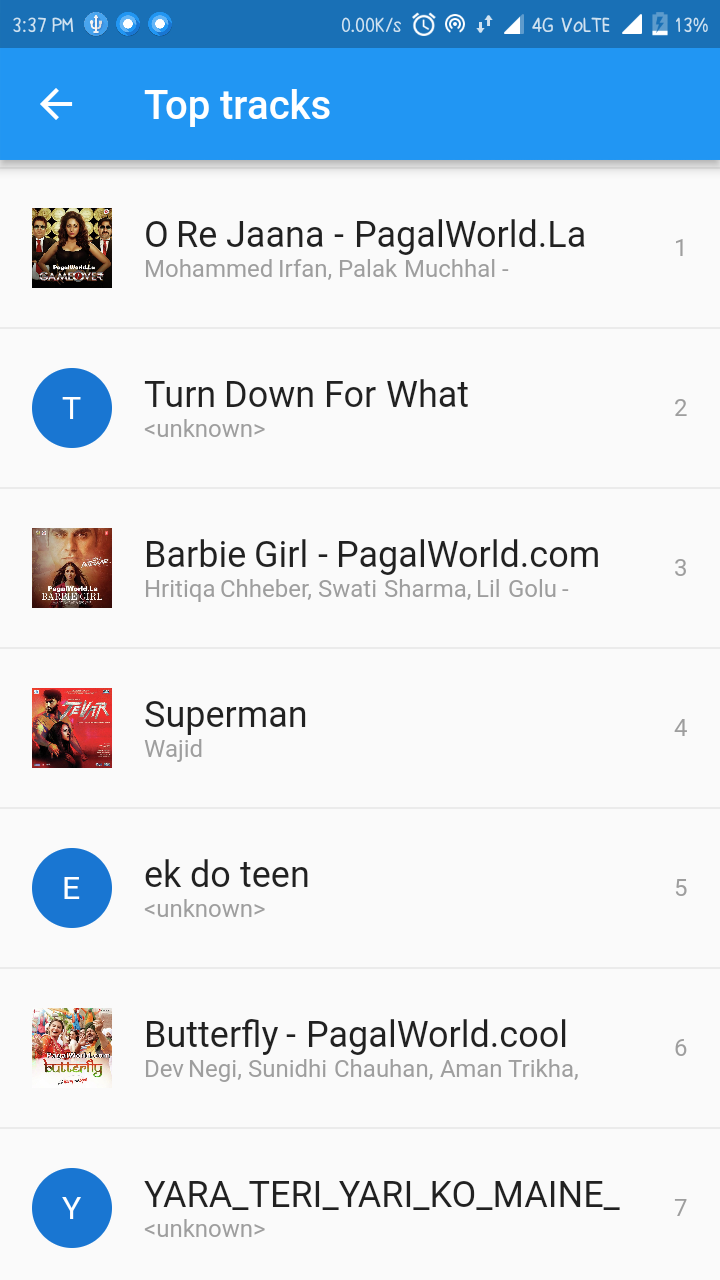 3:37 PM 0.00K/s 4G VoLTE 13%
Top tracks
O Re Jaana - PagalWorld.La
Mohammed Irfan, Palak Muchhal -
1
PagalWorld.La
GAMEOVER
T
Turn Down For What
<unknown>
2
Barbie Girl - PagalWorld.com
Hritiqa Chheber, Swati Sharma, Lil Golu -
3
PagalWorld.La
BARBIE GIRL
Superman
Wajid
4
TEVAR
E
ek do teen
<unknown>
5
Butterfly - PagalWorld.cool
Dev Negi, Sunidhi Chauhan, Aman Trikha,
6
butterfly
Y
YARA_TERI_YARI_KO_MAINE_
<unknown>
7